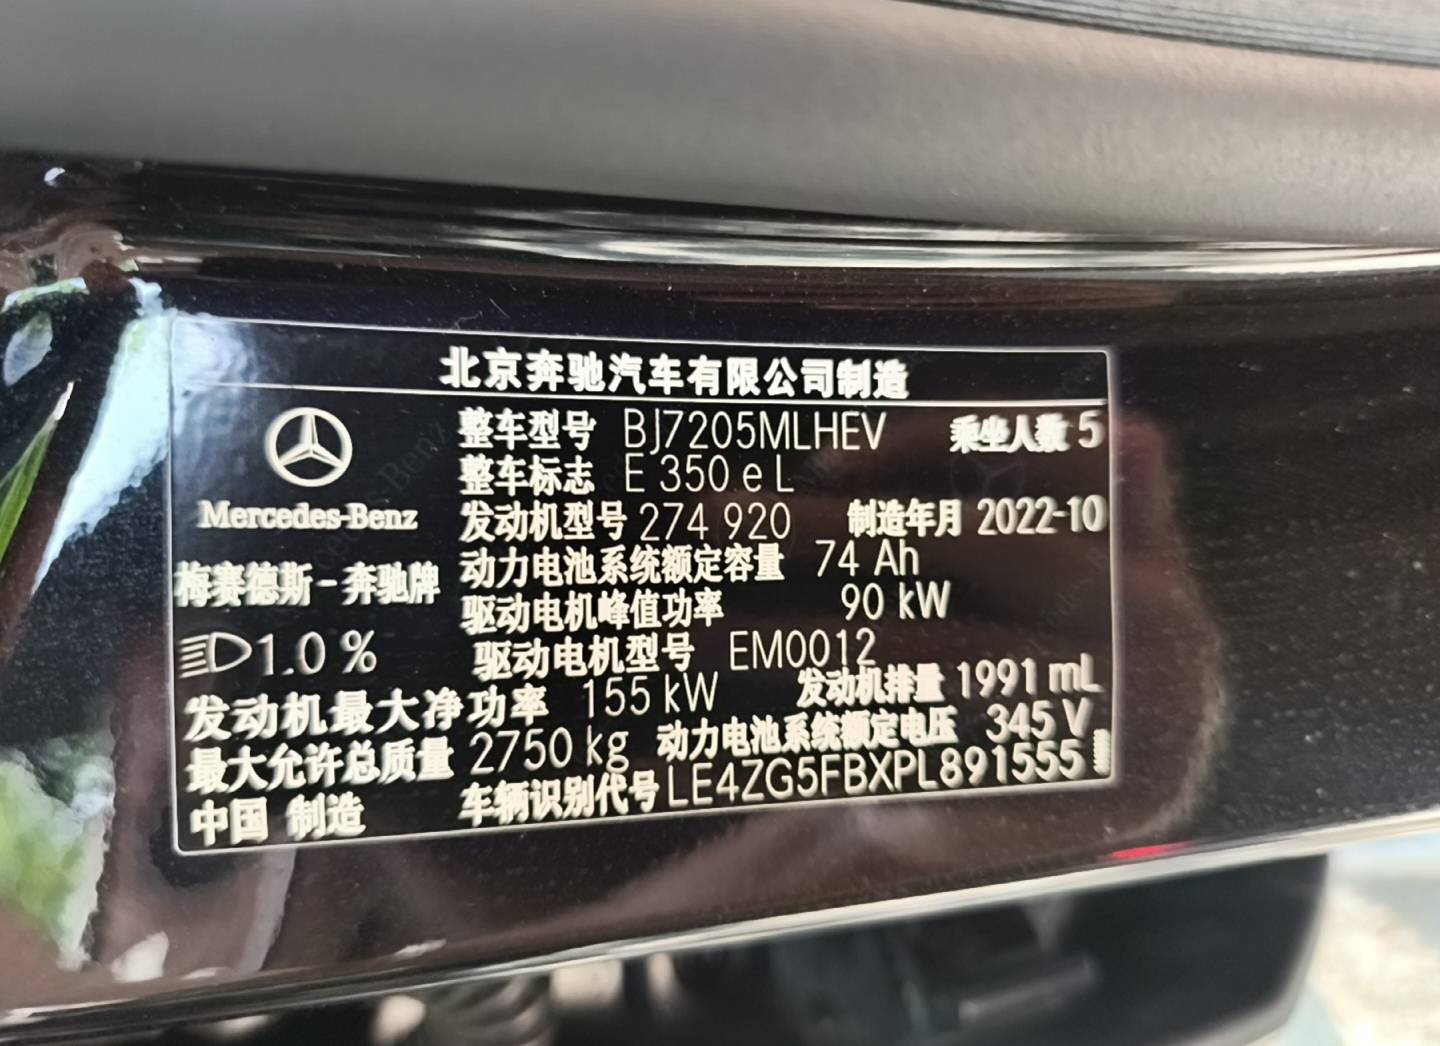 北京奔驰汽车有限公司制造
整车型号 BJ7205MLHEV 乘坐人数 5
整车标志 E 350 e L
Mercedes-Benz
发动机型号 274 920 制造年月 2022-10
动力电池系统额定容量 74 Ah
梅赛德斯-奔驰牌
驱动电机峰值功率 90 kW
1.0 %
驱动电机型号 EM0012
发动机最大净功率 155 kW 发动机排量 1991 mL
最大允许总质量 2750 kg 动力电池系统额定电压 345 V
中国 制造 车辆识别代号 LE4ZG5FBXPL891555